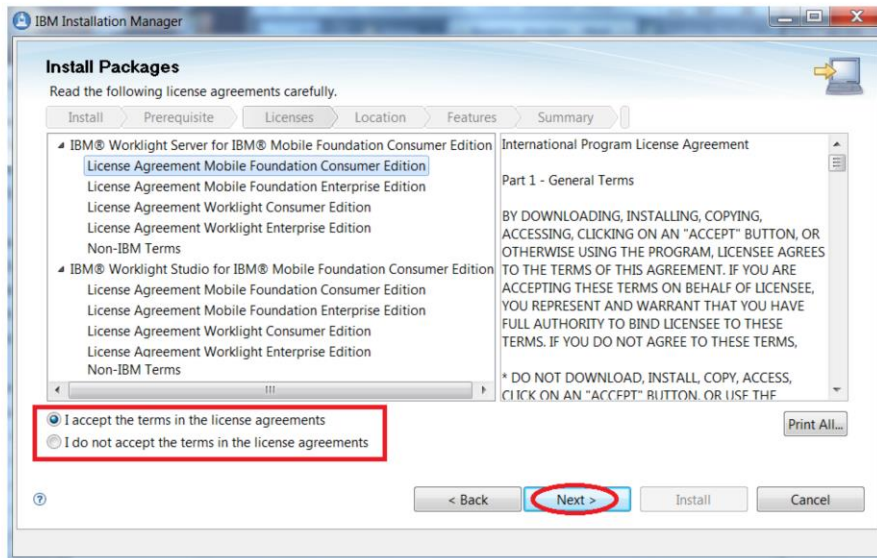 IBM Installation Manager
Install Packages
Read the following license agreements carefully.
Install Prerequisite Licenses Location Features Summary
IBM® Worklight Server for IBM® Mobile Foundation Consumer Edition
License Agreement Mobile Foundation Consumer Edition
License Agreement Mobile Foundation Enterprise Edition
License Agreement Worklight Consumer Edition
License Agreement Worklight Enterprise Edition
Non-IBM Terms
IBM® Worklight Studio for IBM® Mobile Foundation Consumer Edition
License Agreement Mobile Foundation Consumer Edition
License Agreement Mobile Foundation Enterprise Edition
License Agreement Worklight Consumer Edition
License Agreement Worklight Enterprise Edition
Non-IBM Terms
International Program License Agreement
Part 1 - General Terms
BY DOWNLOADING, INSTALLING, COPYING,
ACCESSING, CLICKING ON AN "ACCEPT" BUTTON, OR
OTHERWISE USING THE PROGRAM, LICENSEE AGREES
TO THE TERMS OF THIS AGREEMENT. IF YOU ARE
ACCEPTING THESE TERMS ON BEHALF OF LICENSEE,
YOU REPRESENT AND WARRANT THAT YOU HAVE
FULL AUTHORITY TO BIND LICENSEE TO THESE
TERMS. IF YOU DO NOT AGREE TO THESE TERMS,
* DO NOT DOWNLOAD, INSTALL, COPY, ACCESS,
CLICK ON AN "ACCEPT" BUTTON, OR USE THE
I accept the terms in the license agreements
I do not accept the terms in the license agreements
Print All...
< Back Next > Install Cancel